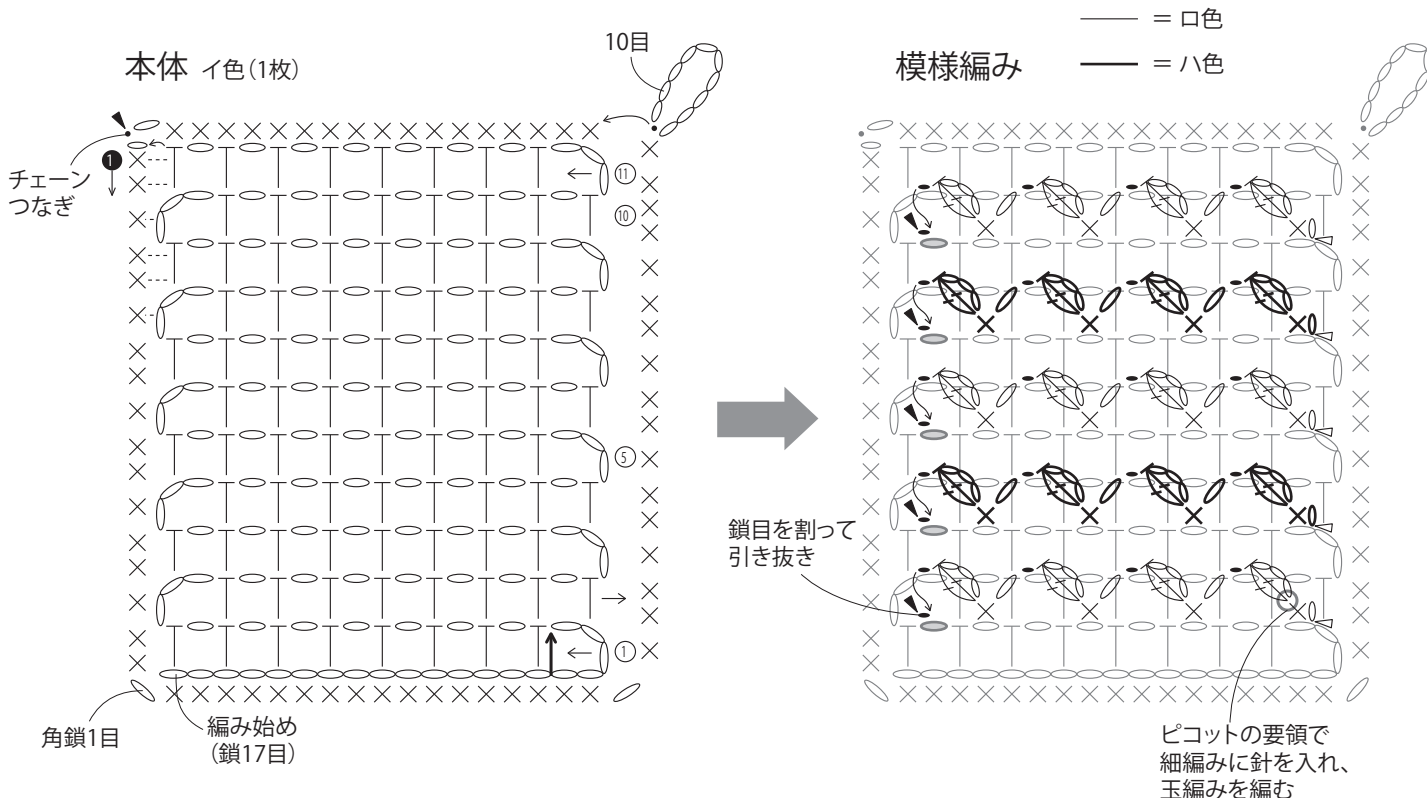 本体 イ色(1枚)
10目
チェーン
つなぎ
1
⑪
⑩
⑤
①
角鎖1目
編み始め
(鎖17目)
模様編み
= ロ色
= ハ色
鎖目を割って
引き抜き
ピコットの要領で
細編みに針を入れ、
玉編みを編む